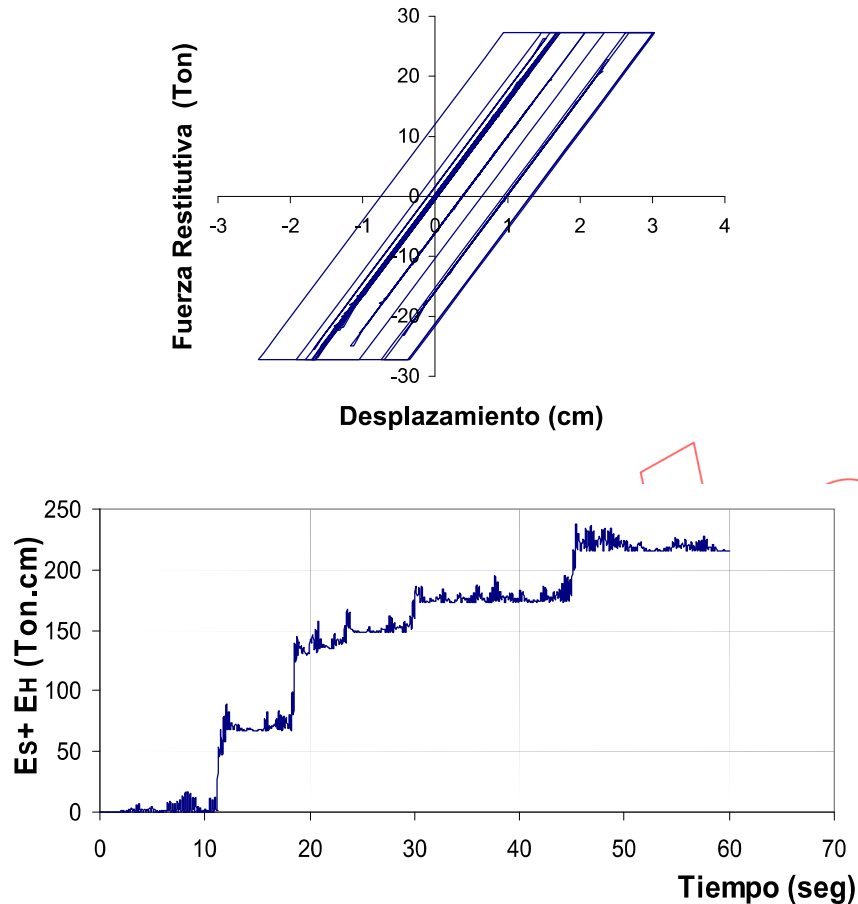 30
20
10
0
-10
-20
-30
-3 -2 -1 0 1 2 3 4
Fuerza Restitutiva (Ton)
Desplazamiento (cm)
250
200
150
100
50
0
0 10 20 30 40 50 60 70
Es+ EH (Ton.cm)
Tiempo (seg)